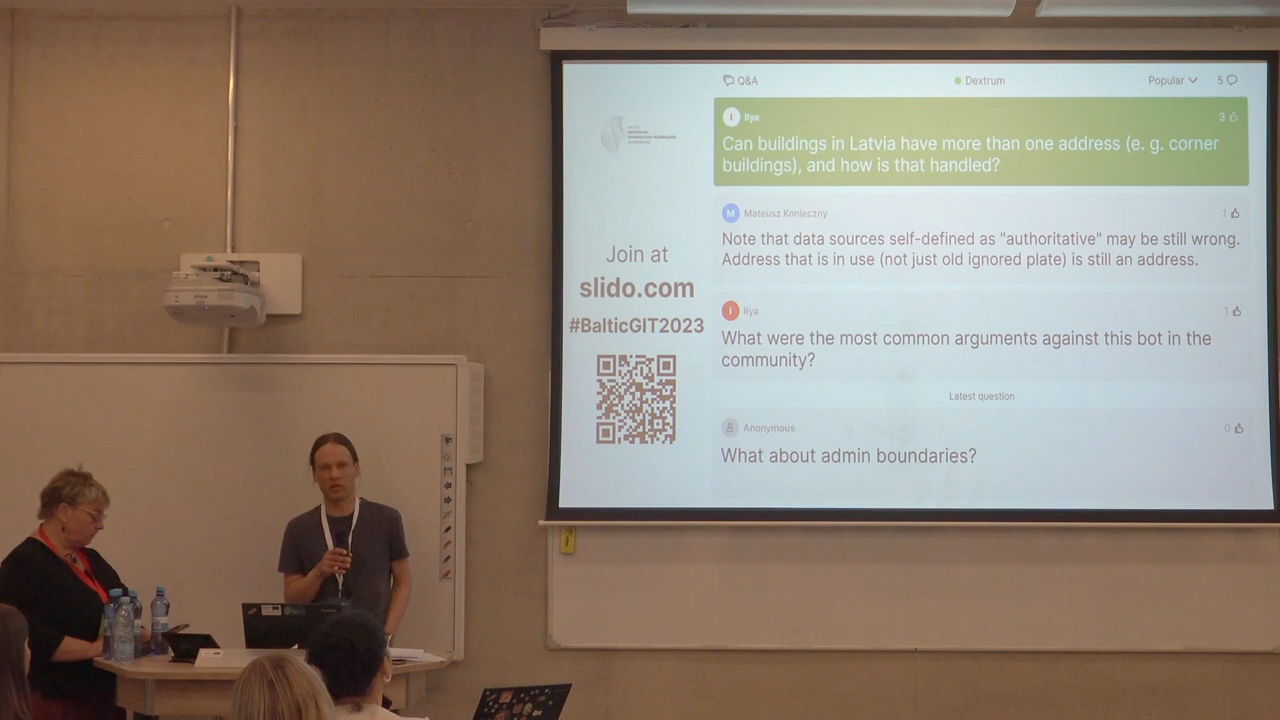 Q&A
Dextrum
Popular
5
I
Ilya
3
Can buildings in Latvia have more than one address (e. g. corner
buildings), and how is that handled?
M
Mateusz Konieczny
1
Note that data sources self-defined as "authoritative" may be still wrong.
Address that is in use (not just old ignored plate) is still an address.
I
Ilya
1
What were the most common arguments against this bot in the
community?
Latest question
Anonymous
0
What about admin boundaries?
Join at
slido.com
#BalticGIT2023
EPSON